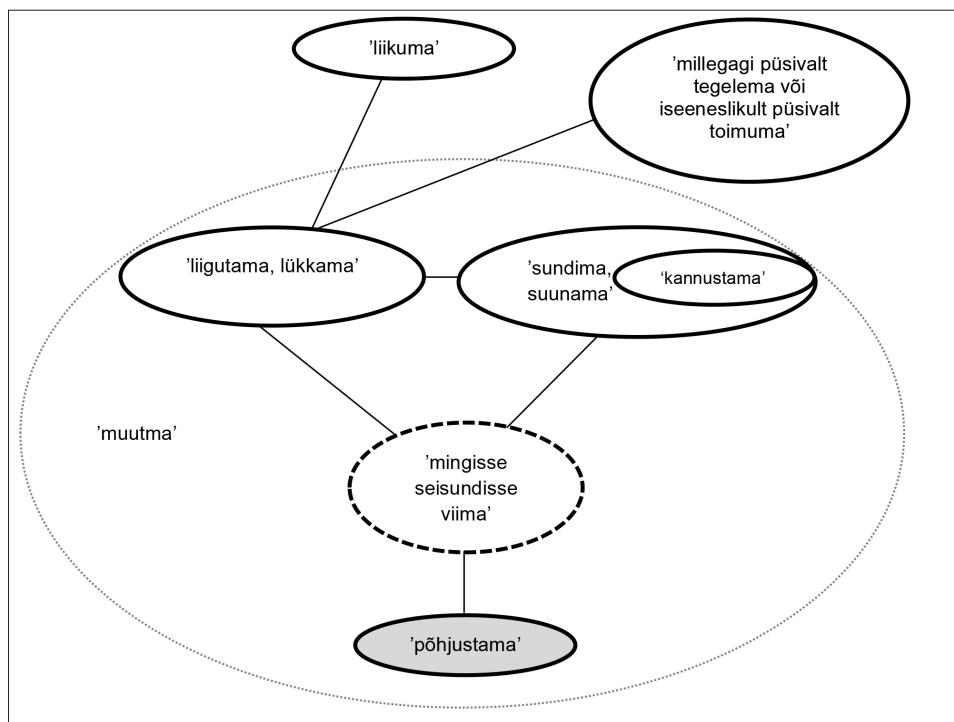 ’liikuma’
’millegagi püsivalt
tegelema või
iseeneslikult püsivalt
toimuma’
’liigutama, lükkama’
’sundima,
suunama’
‘kannustama’
’muutma’
’mingisse
seisundisse
viima’
’põhjustama’